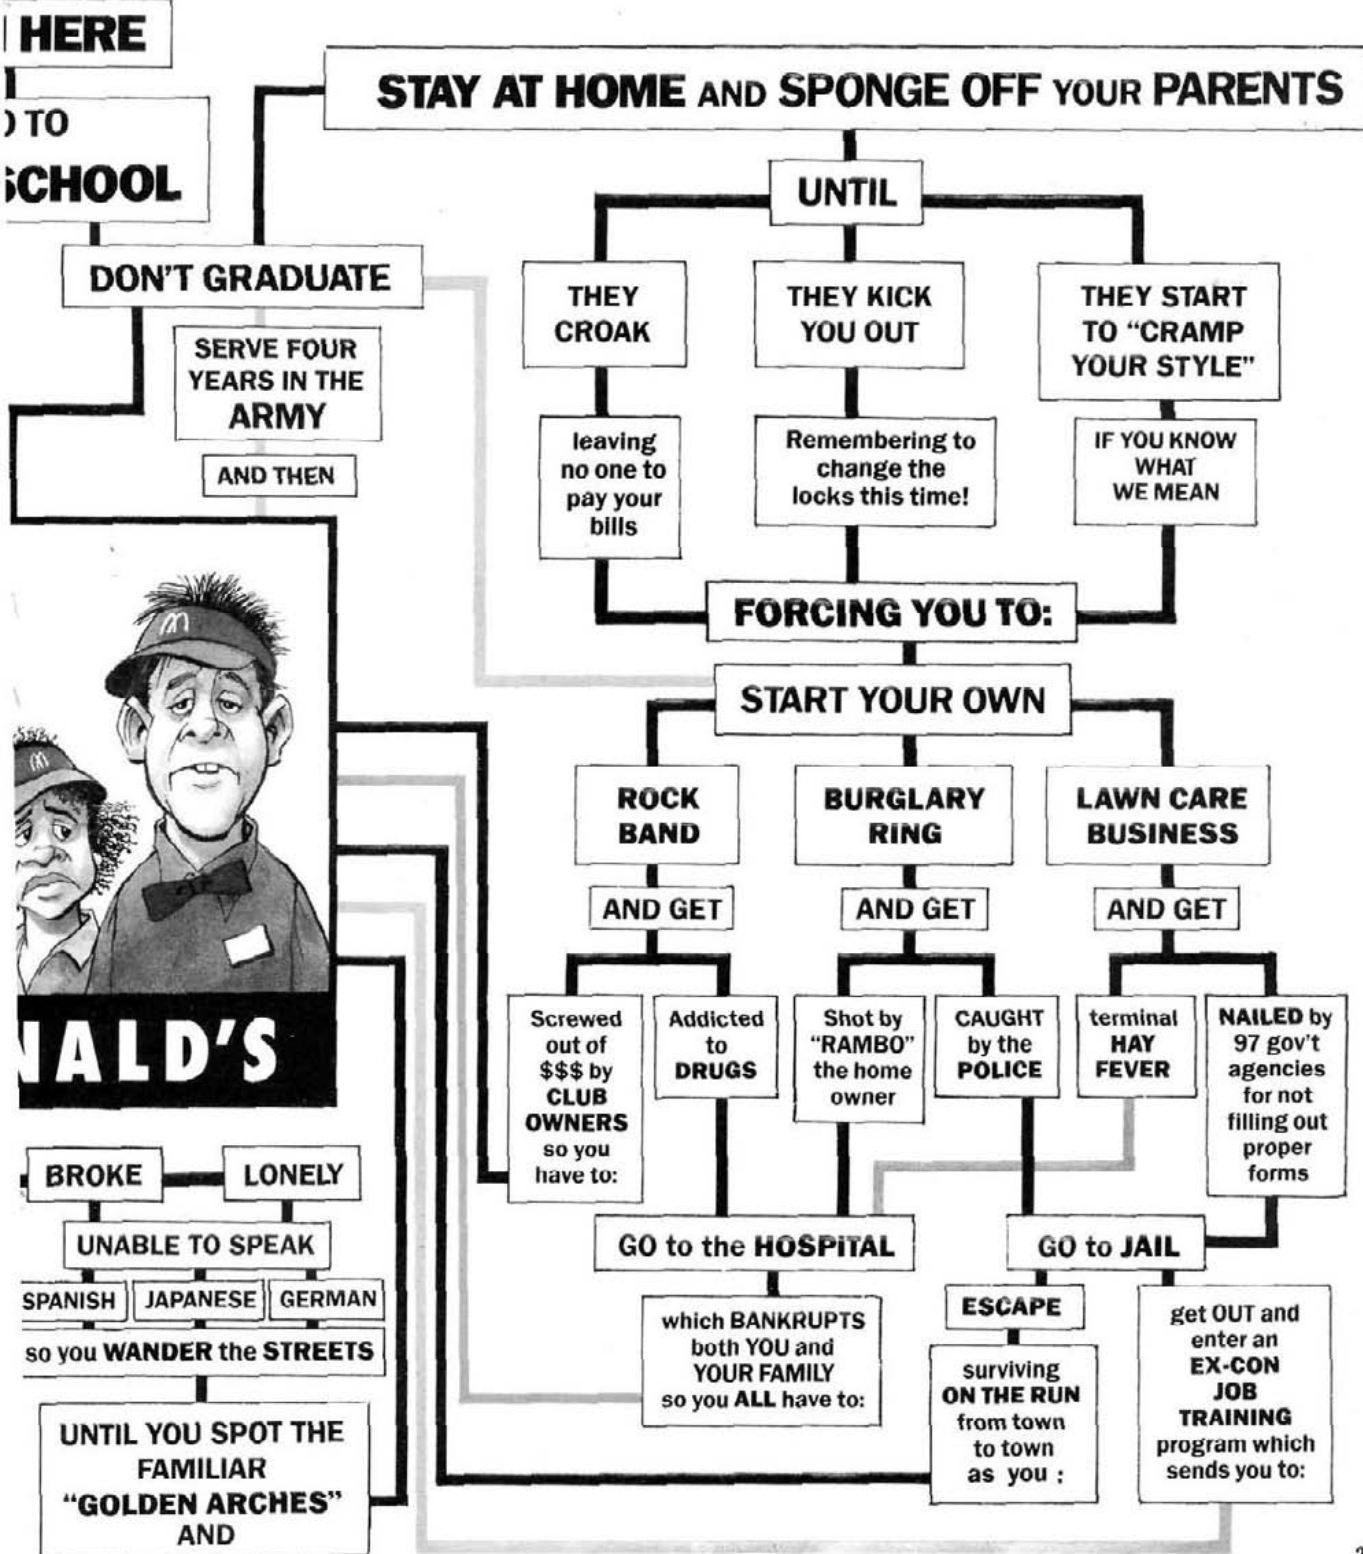 HERE
TO
SCHOOL
STAY AT HOME AND SPONGE OFF YOUR PARENTS
UNTIL
DON'T GRADUATE
SERVE FOUR
YEARS IN THE
ARMY
AND THEN
THEY
CROAK
THEY KICK
YOU OUT
THEY START
TO “CRAMP
YOUR STYLE”
leaving
no one to
pay your
bills
Remembering to
change the
locks this time!
IF YOU KNOW
WHAT
WE MEAN
FORCING YOU TO:
START YOUR OWN
ROCK
BAND
BURGLARY
RING
LAWN CARE
BUSINESS
AND GET
AND GET
AND GET
Screwed
out of
$$$ by
CLUB
OWNERS
so you
have to:
Addicted
to
DRUGS
Shot by
“RAMBO”
the home
owner
CAUGHT
by the
POLICE
terminal
HAY
FEVER
NAILED by
97 gov't
agencies
for not
filling out
proper
forms
NALD'S
BROKE
LONELY
UNABLE TO SPEAK
SPANISH
JAPANESE
GERMAN
so you WANDER the STREETS
UNTIL YOU SPOT THE
FAMILIAR
“GOLDEN ARCHES”
AND
GO to the HOSPITAL
which BANKRUPTS
both YOU and
YOUR FAMILY
so you ALL have to:
GO to JAIL
ESCAPE
surviving
ON THE RUN
from town
to town
as you :
get OUT and
enter an
EX-CON
JOB
TRAINING
program which
sends you to: